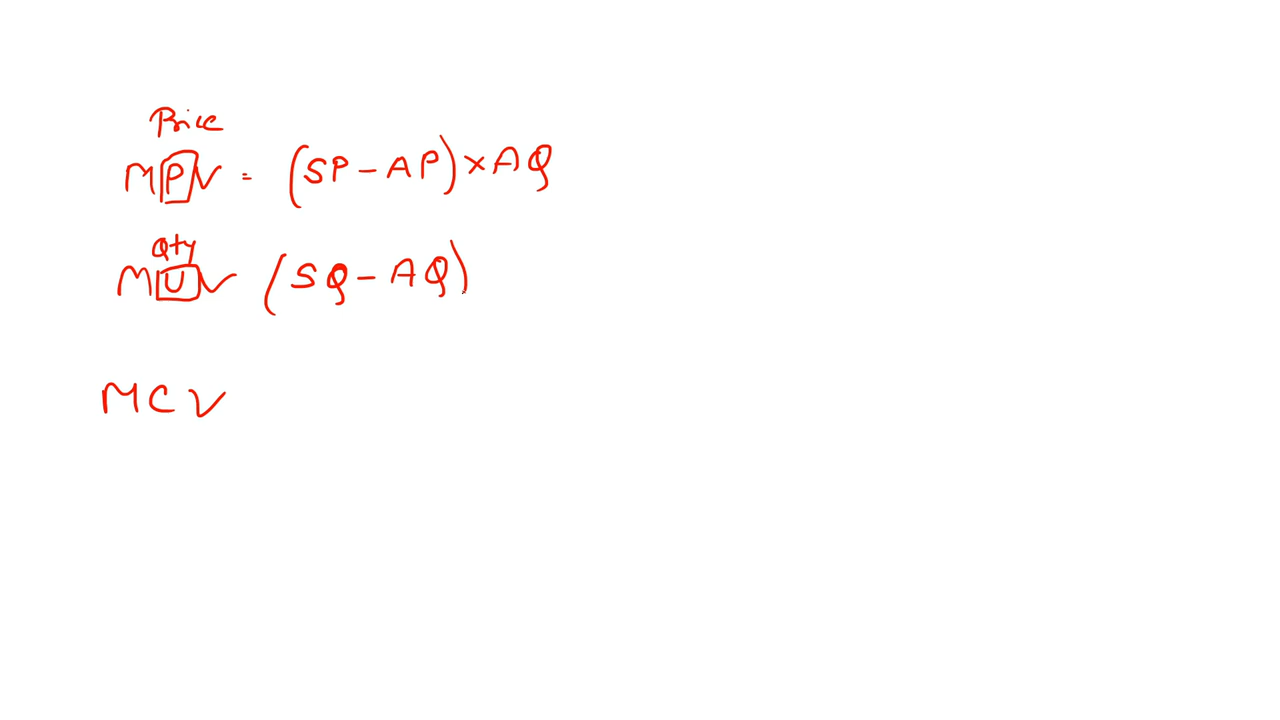 Price
MPV = (SP - AP) × AQ
Qty
MUV (SQ - AQ)
MCV